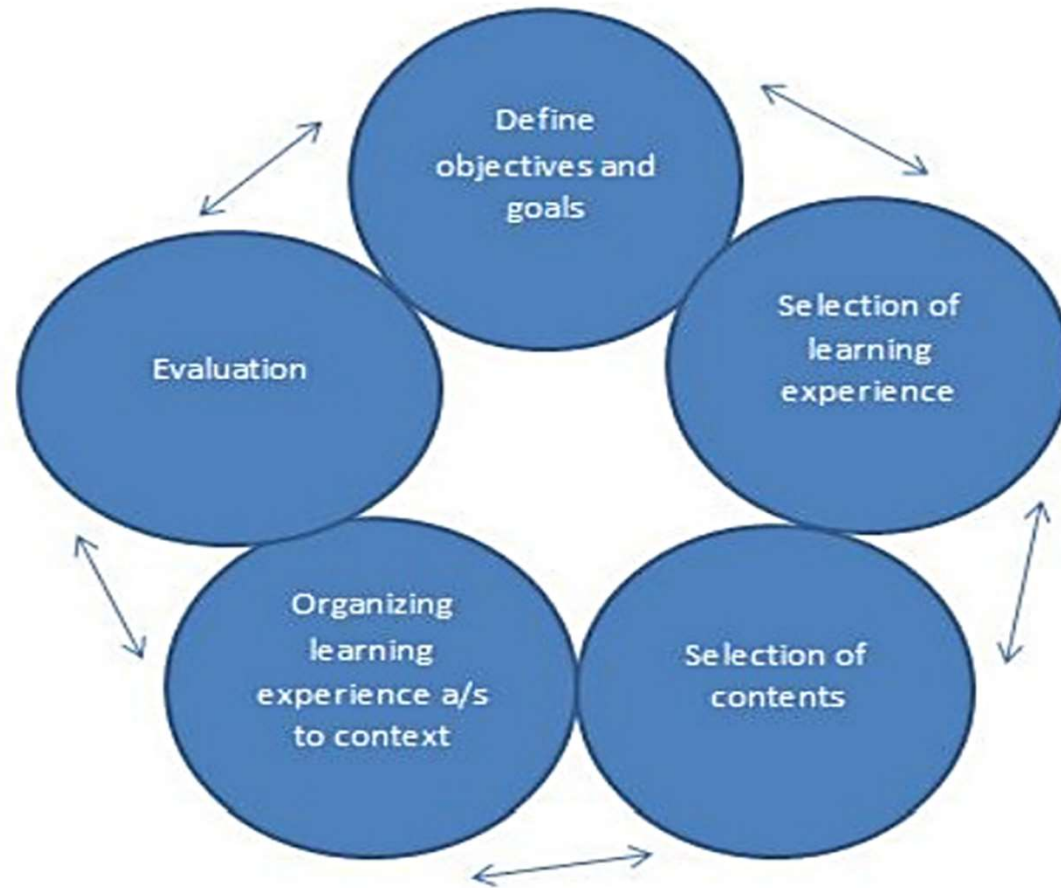 Define
objectives and
goals
Selection of
learning
experience
Selection of
contents
Organizing
learning
experience a/s
to context
Evaluation